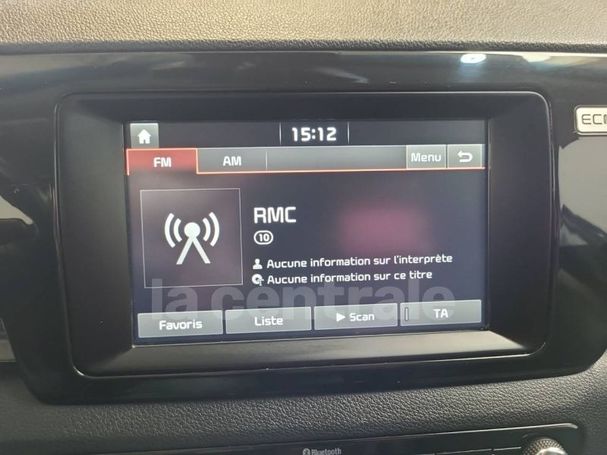 15:12
FM AM Menu
RMC
10
Aucune information sur l'interprète
Aucune information sur ce titre
la centrale
Favoris Liste Scan TA
Bluetooth